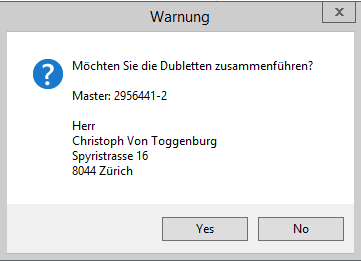 Warnung
x
Möchten Sie die Dubletten zusammenführen?
Master: 2956441-2
Herr
Christoph Von Toggenburg
Spyristrasse 16
8044 Zürich
Yes
No